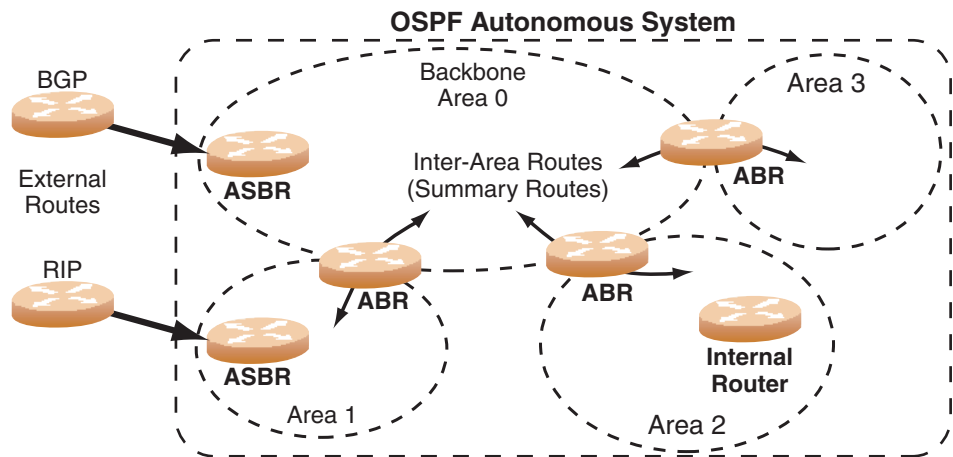 OSPF Autonomous System
BGP
Backbone
Area 0
Area 3
ASBR
Inter-Area Routes
(Summary Routes)
ABR
External
Routes
RIP
ABR
ABR
ASBR
Internal
Router
Area 1
Area 2